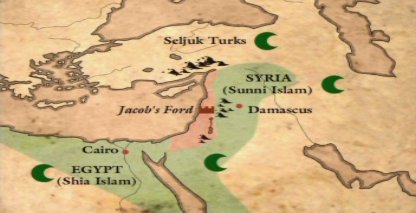 Seljuk Turks
SYRIA
(Sunni Islam)
Jacob's Ford
Damascus
Cairo
EGYPT
(Shia Islam)